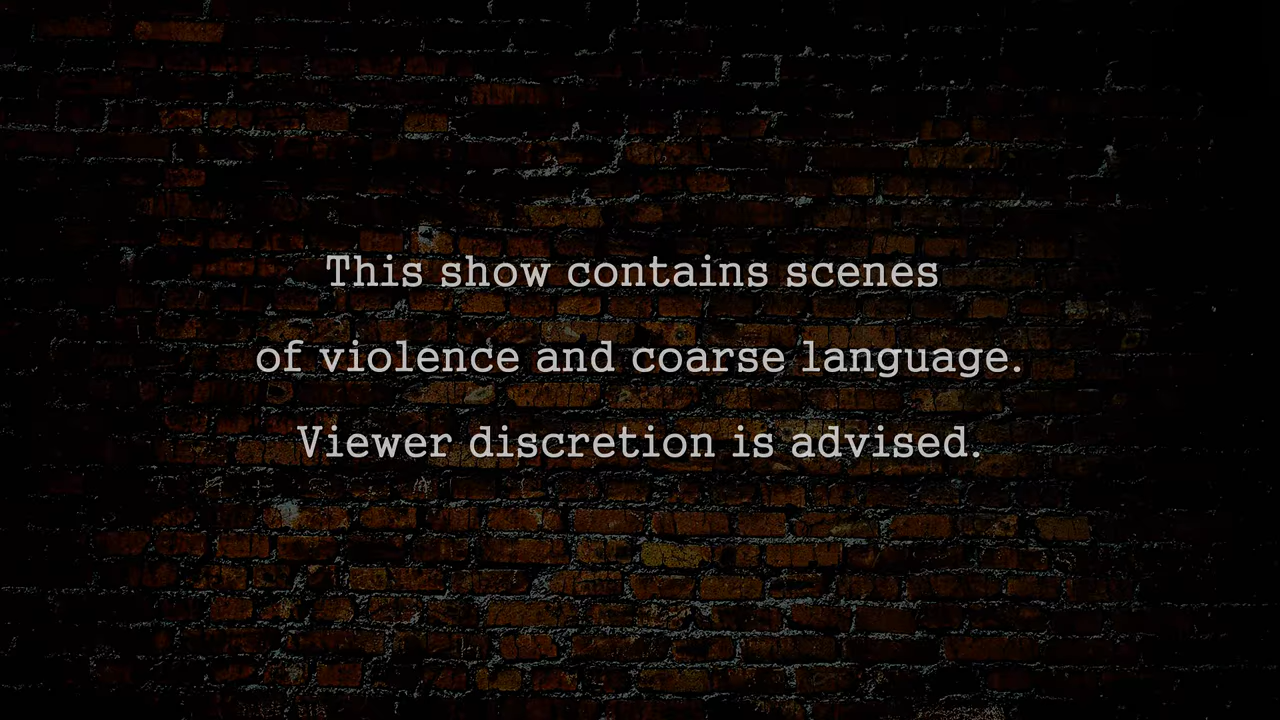 This show contains scenes
of violence and coarse language.
Viewer discretion is advised.